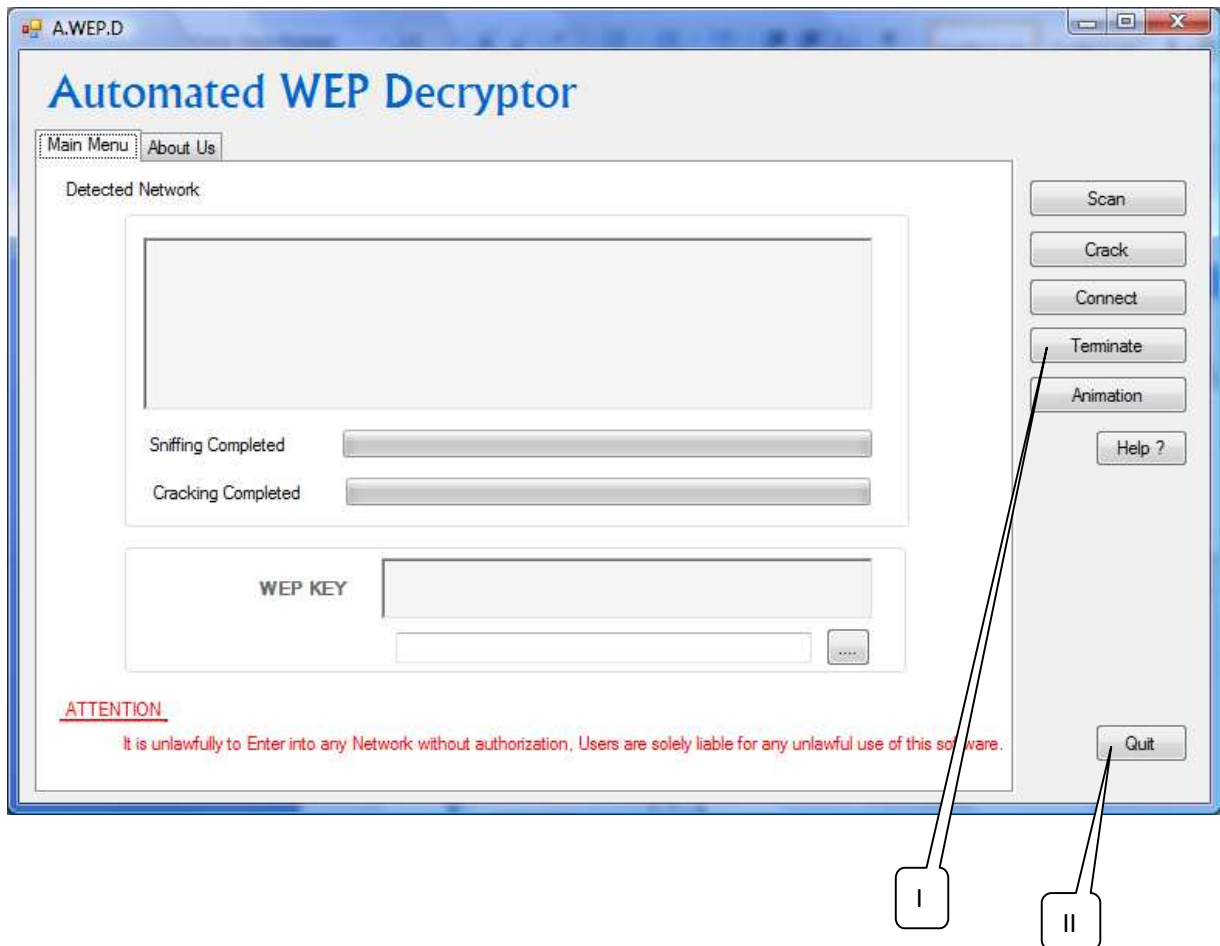 A.WEP.D
Automated WEP Decryptor
Main Menu
About Us
Detected Network
Scan
Crack
Connect
Terminate
Animation
Help ?
Sniffing Completed
Cracking Completed
WEP KEY
....
ATTENTION
It is unlawfully to Enter into any Network without authorization, Users are solely liable for any unlawful use of this software.
Quit
I
II